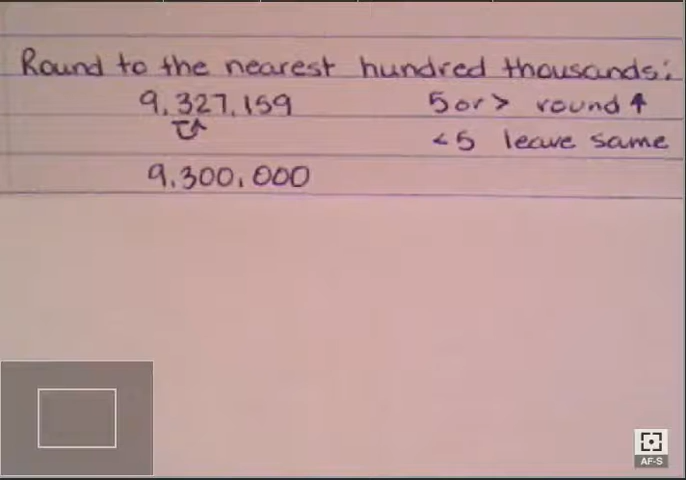 Round to the nearest hundred thousands:
9,327,159 5 or > round ↑
<5 leave same
9,300,000
AF-S